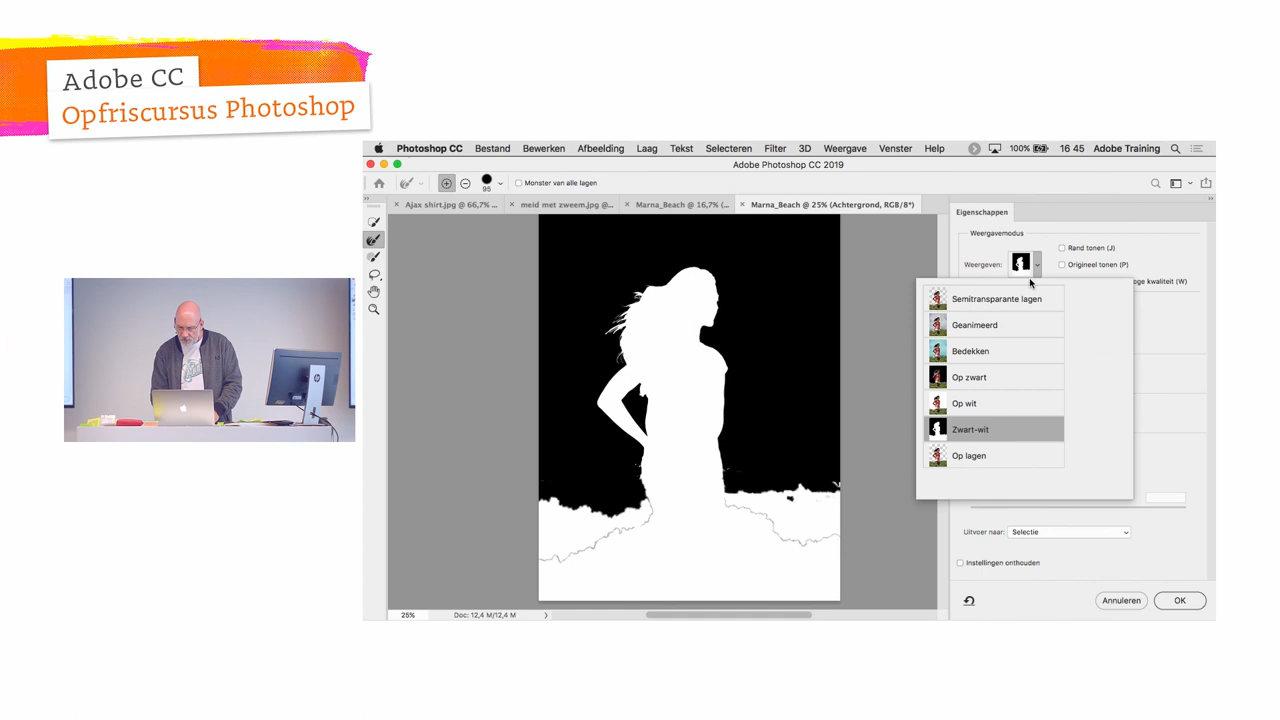 Adobe CC
Opfriscursus Photoshop
Photoshop CC Bestand Bewerken Afbeelding Laag Tekst Selecteren Filter 3D Weergave Venster Help 100% 16 45 Adobe Training
Adobe Photoshop CC 2019
95 Monster van alle lagen
Ajax shirt.jpg @ 66,7% ... meid met zweem.jpg @... Marna_Beach @ 16,7% (... Marna_Beach @ 25% (Achtergrond, RGB/8*)
Eigenschappen
Weergavemodus
Rand tonen (J)
Weergeven: Origineel tonen (P)
oge kwaliteit (W)
Semitransparante lagen
Geanimeerd
Bedekken
Op zwart
Op wit
Zwart-wit
Op lagen
Uitvoer naar: Selectie
Instellingen onthouden
Annuleren OK
25% Doc: 12,4 M/12,4 M
hp